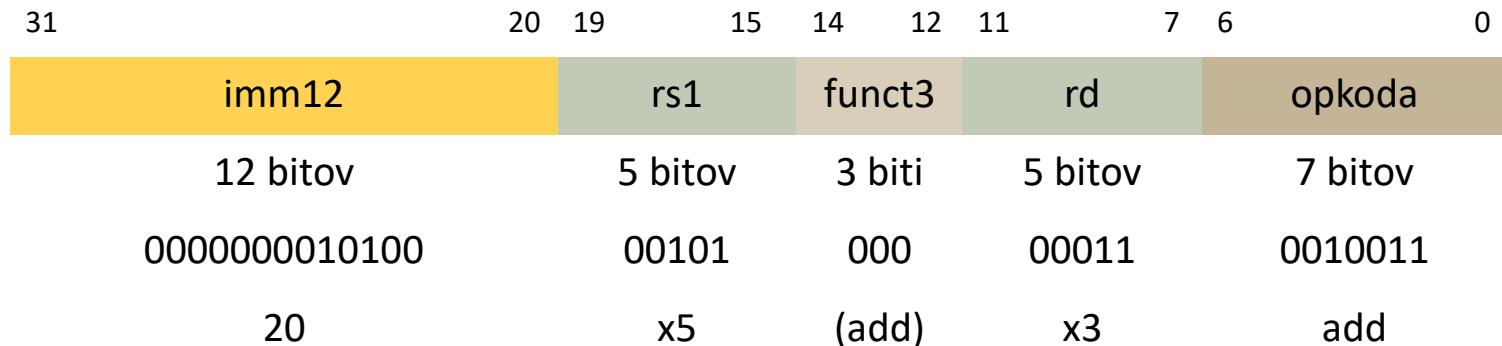 31 20 19 15 14 12 11 7 6 0
imm12 rs1 funct3 rd opkoda
12 bitov 5 bitov 3 biti 5 bitov 7 bitov
0000000010100 00101 000 00011 0010011
20 x5 (add) x3 add